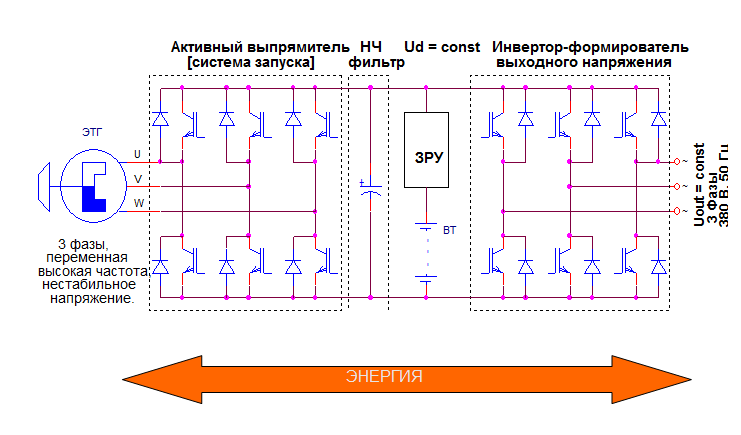 Активный выпрямитель
[система запуска]
НЧ
фильтр
Ud = const
Инвертор-формирователь
выходного напряжения
ЭТГ
U
V
W
+
ЗРУ
ВТ
~
~
~
Uout = const
3 Фазы
380 В. 50 Гц
3 фазы,
переменная
высокая частота,
нестабильное
напряжение.
ЭНЕРГИЯ